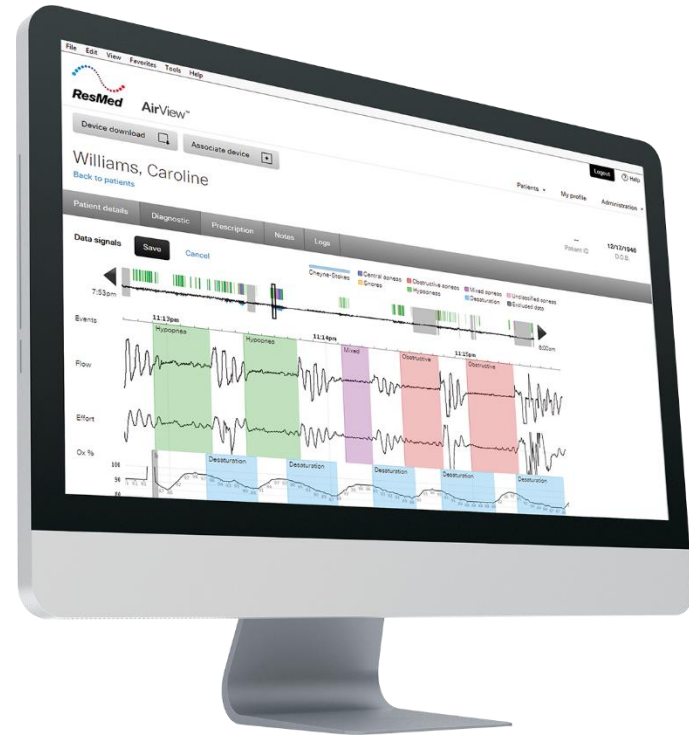 File Edit View Favorites Tools Help
ResMed AirView™
Logout Help
Device download Associate device
Patients My profile Administration
Williams, Caroline
Back to patients
-- 12/17/1946
Patient ID D.O.B.
Patient details Diagnostic Prescription Notes Logs
Data signals Save Cancel
Cheyne-Stokes Central apneas Obstructive apneas Mixed apneas Unclassified apneas
Snores Hypopneas Desaturation Excluded data
7:53pm
6:00am
Events 11:13pm 11:14pm 11:15pm
Hypopnea Hypopnea Mixed Obstructive Obstructive
Flow
Effort
Ox %
Desaturation Desaturation Desaturation Desaturation Desaturation
100
90
80